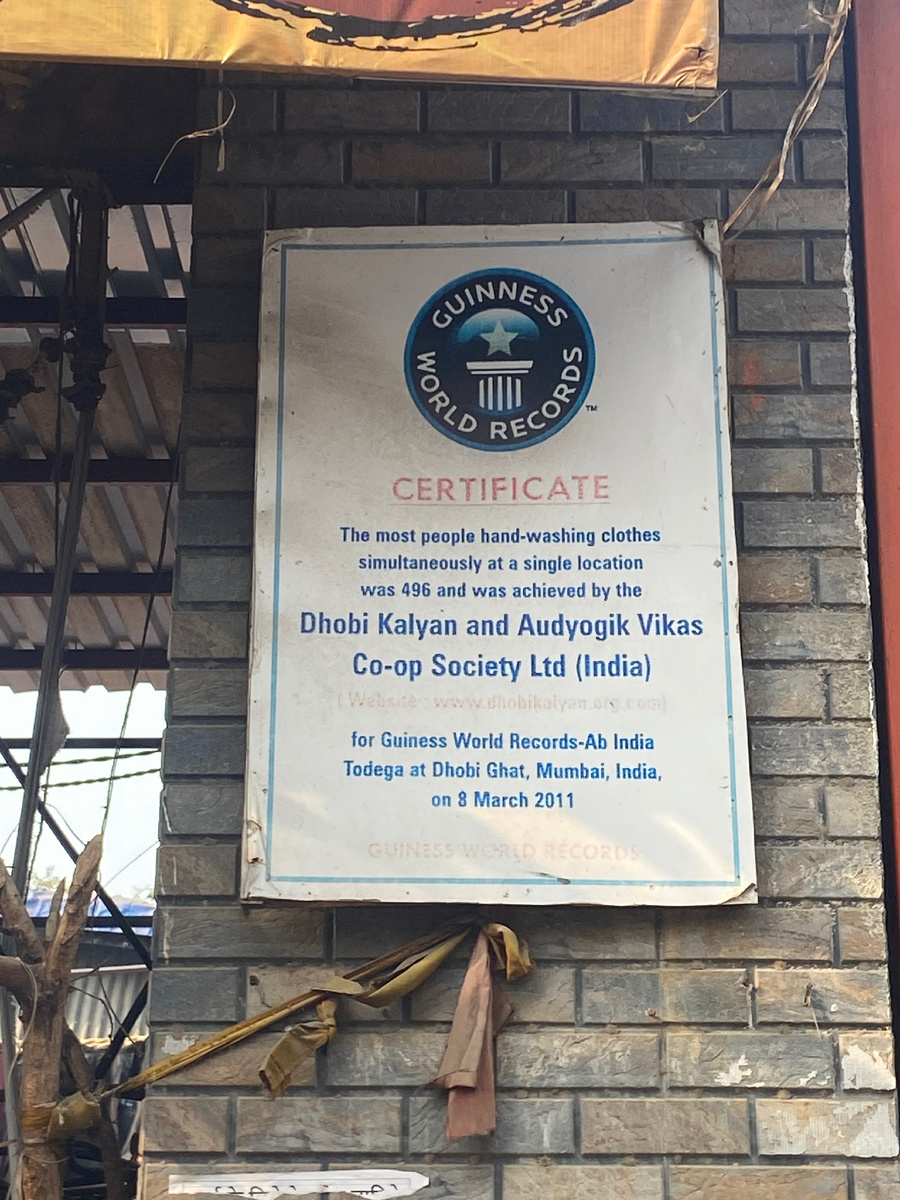 GUINNESS
WORLD RECORDS
TM
CERTIFICATE
The most people hand-washing clothes
simultaneously at a single location
was 496 and was achieved by the
Dhobi Kalyan and Audyogik Vikas
Co-op Society Ltd (India)
( Website : www.dhobikalyan.org.com)
for Guiness World Records-Ab India
Todega at Dhobi Ghat, Mumbai, India,
on 8 March 2011
GUINESS WORLD RECORDS